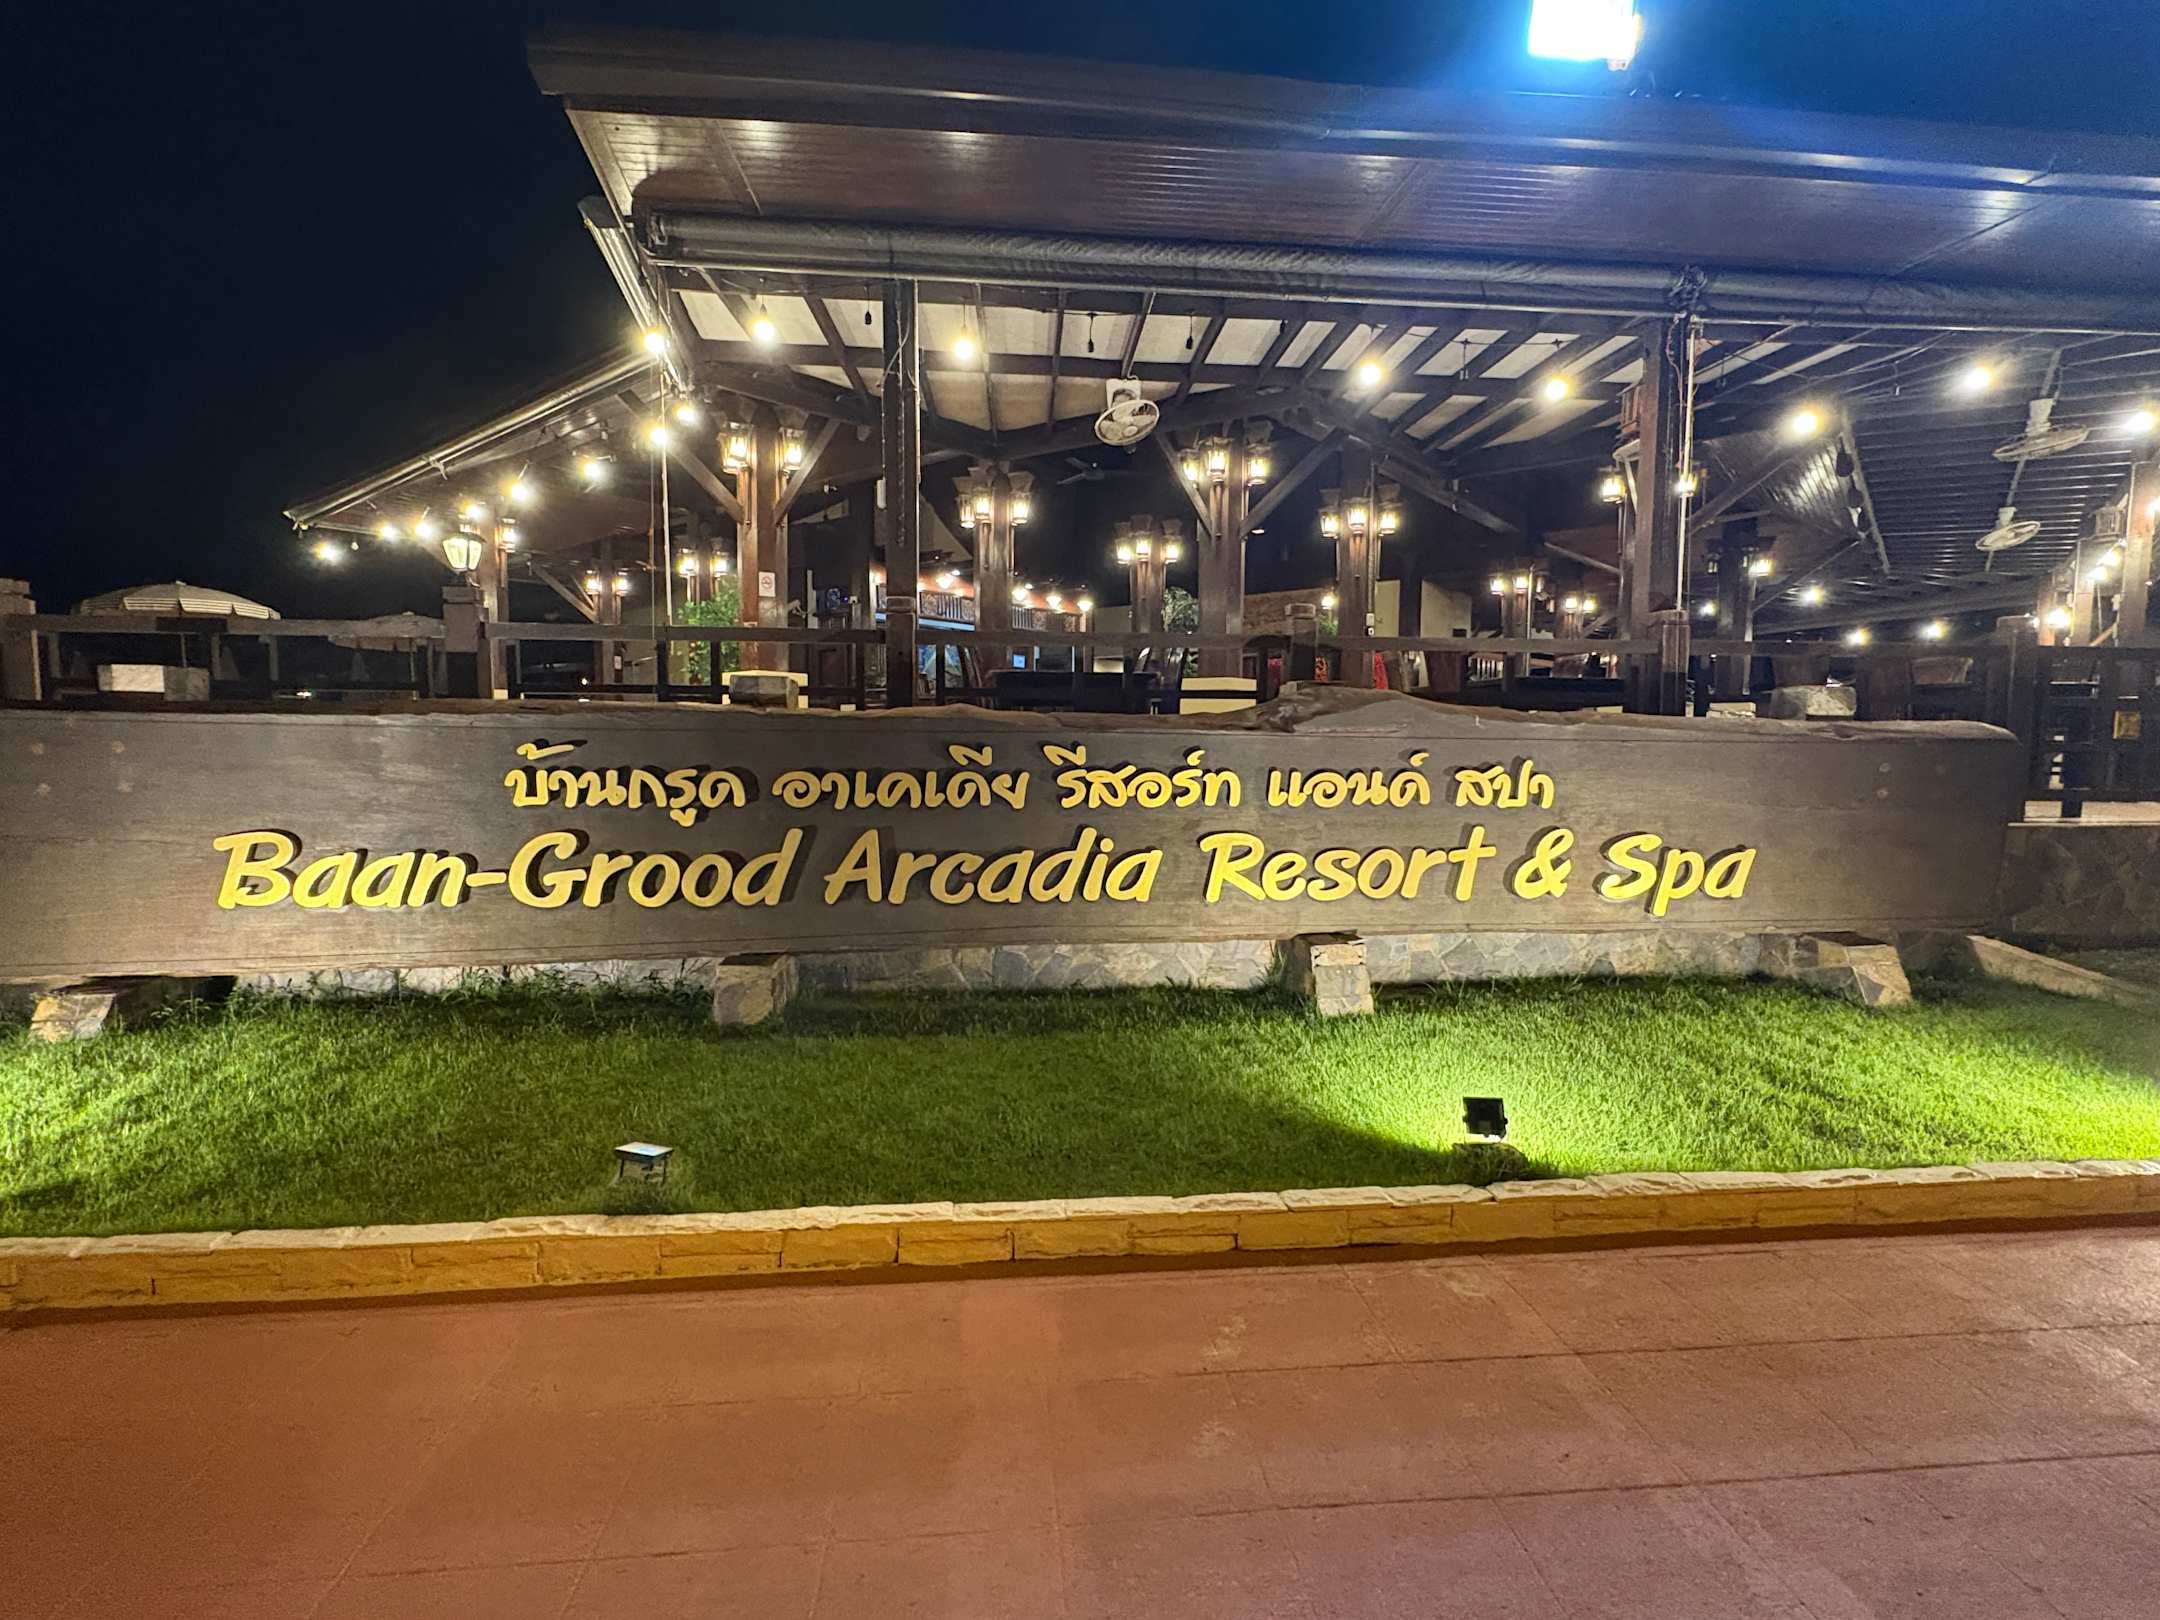 บ้านกรูด อาเคเดีย รีสอร์ท แอนด์ สปา
Baan-Grood Arcadia Resort & Spa